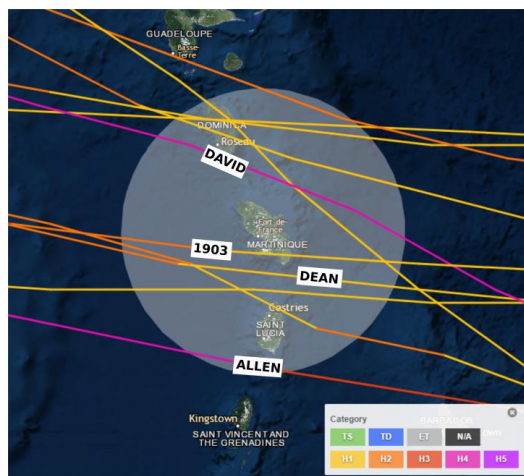 GUADELOUPE
Basse-
Terre
DOMINICA
Roseau
DAVID
Fort-de-
France
MARTINIQUE
1903
DEAN
Castries
SAINT
LUCIA
ALLEN
Kingstown
SAINT VINCENT AND
THE GRENADINES
Category
TS TD ET N/A
H1 H2 H3 H4 H5